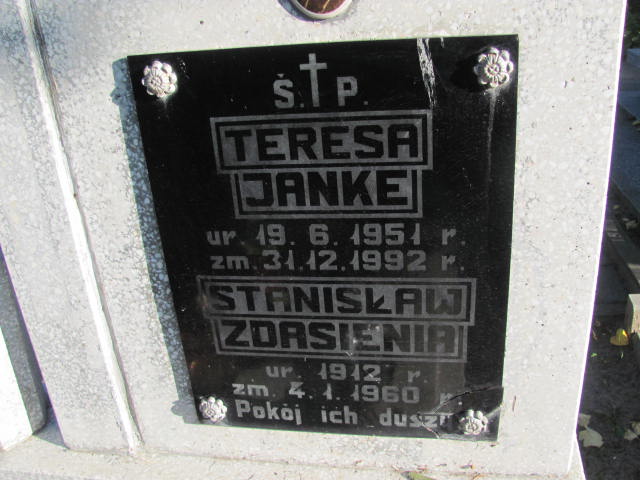 Ś. P.
TERESA
JANKE
ur 19. 6. 1951 r.
zm. 31.12.1992 r.
STANISŁAW
ZDASIENIA
ur. 1912 r.
zm. 4. 1. 1960 r
Pokój ich duszy